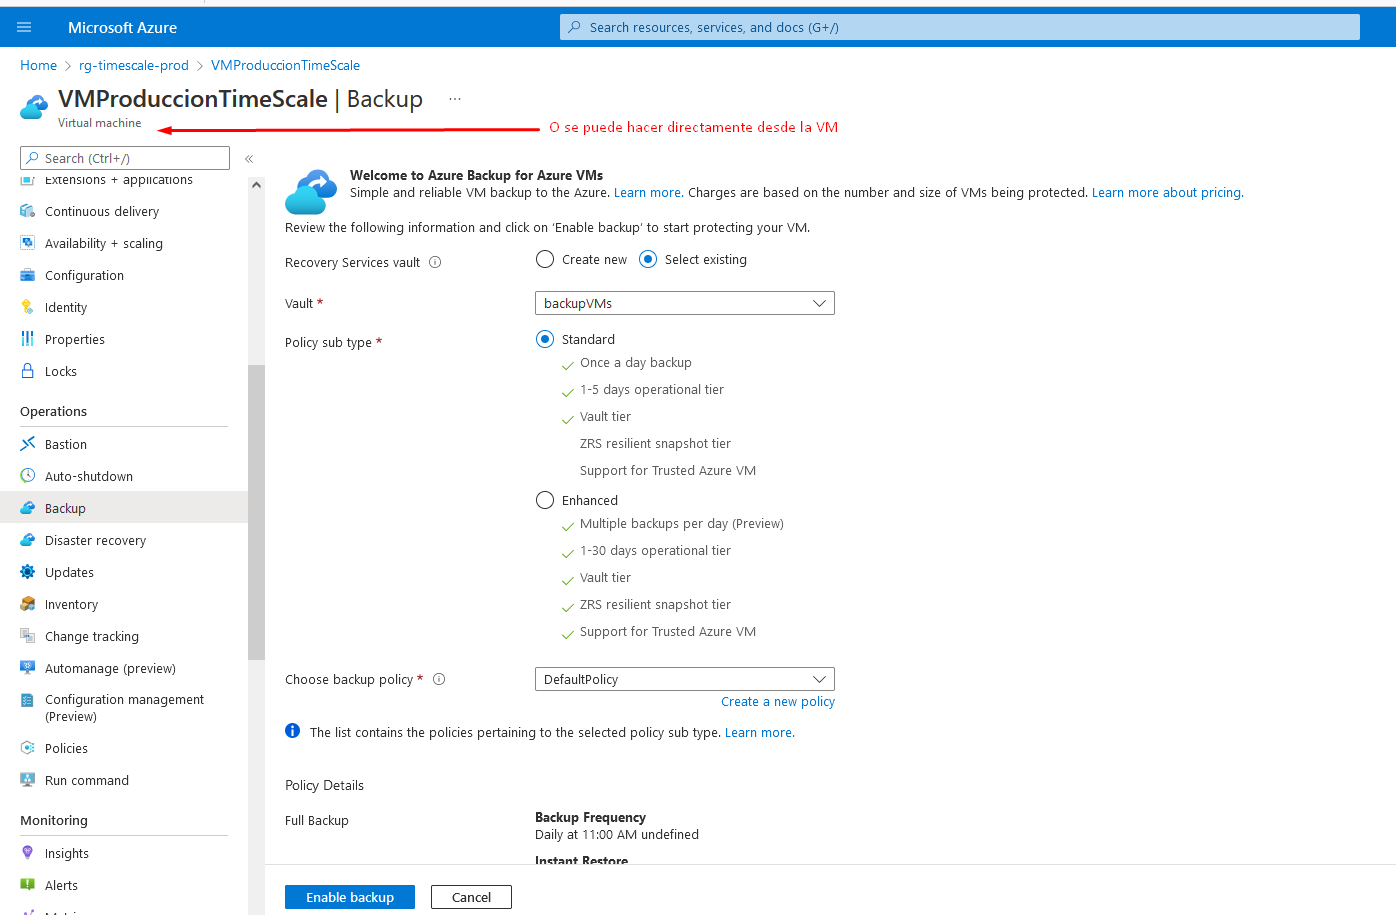 Microsoft Azure
Search resources, services, and docs (G+/)
Home > rg-timescale-prod > VMProduccionTimeScale
VMProduccionTimeScale | Backup ...
Virtual machine
O se puede hacer directamente desde la VM
Search (Ctrl+/)
«
Extensions + applications
Continuous delivery
Availability + scaling
Configuration
Identity
Properties
Locks
Operations
Bastion
Auto-shutdown
Backup
Disaster recovery
Updates
Inventory
Change tracking
Automanage (preview)
Configuration management
(Preview)
Policies
Run command
Monitoring
Insights
Alerts
Welcome to Azure Backup for Azure VMs
Simple and reliable VM backup to the Azure. Learn more. Charges are based on the number and size of VMs being protected. Learn more about pricing.
Review the following information and click on 'Enable backup' to start protecting your VM.
Recovery Services vault
Create new
Select existing
Vault *
backupVMs
Policy sub type *
Standard
Once a day backup
1-5 days operational tier
Vault tier
ZRS resilient snapshot tier
Support for Trusted Azure VM
Enhanced
Multiple backups per day (Preview)
1-30 days operational tier
Vault tier
ZRS resilient snapshot tier
Support for Trusted Azure VM
Choose backup policy *
DefaultPolicy
Create a new policy
The list contains the policies pertaining to the selected policy sub type. Learn more.
Policy Details
Full Backup
Backup Frequency
Daily at 11:00 AM undefined
Instant Restore
Enable backup
Cancel